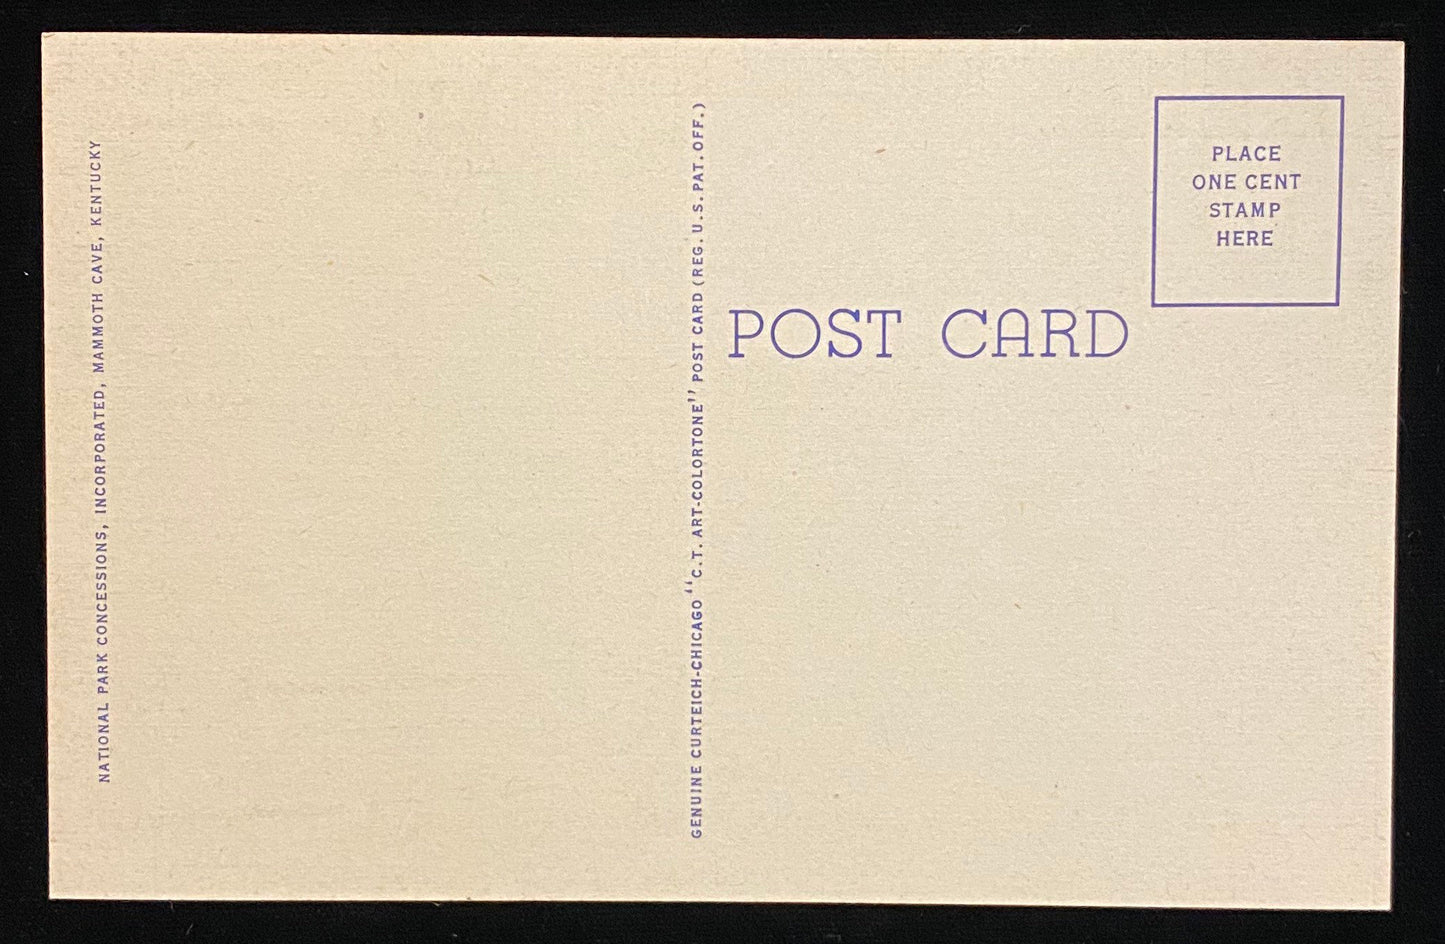 NATIONAL PARK CONCESSIONS, INCORPORATED, MAMMOTH CAVE, KENTUCKY
GENUINE CURTEICH-CHICAGO "C.T. ART-COLORTONE" POST CARD (REG. U.S. PAT. OFF.)
POST CARD
PLACE
ONE CENT
STAMP
HERE